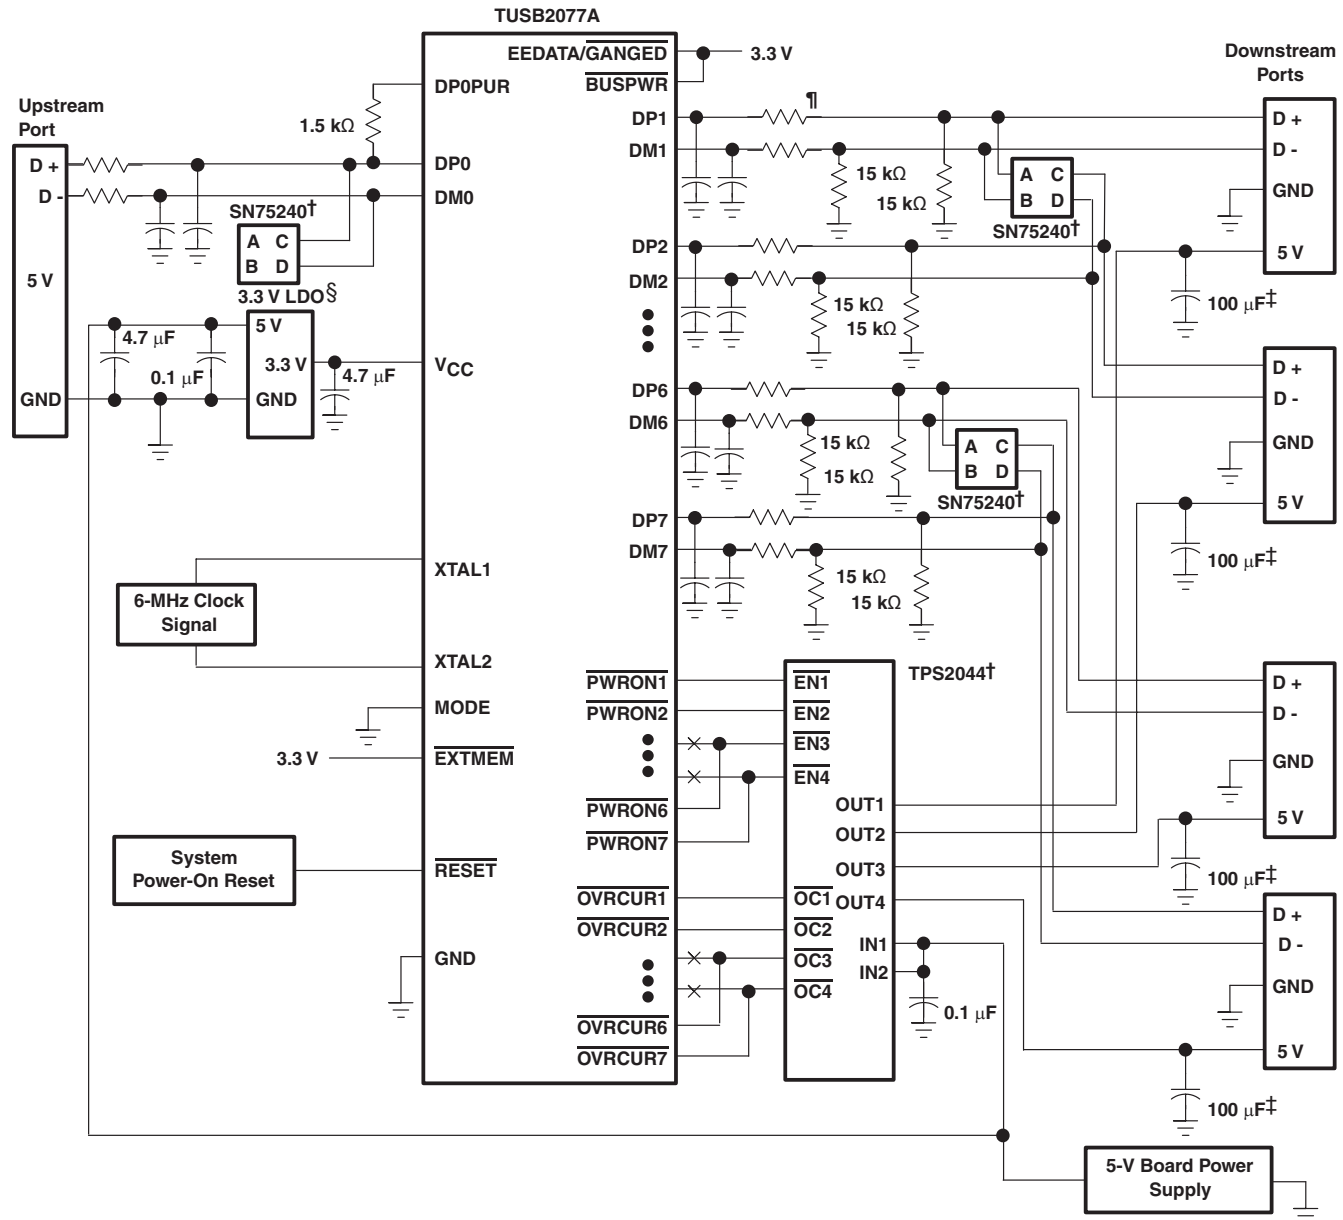 TUSB2077A
Upstream
Port
D +
D -
5 V
GND
1.5 kΩ
SN75240†
A C
B D
3.3 V LDO§
5 V
3.3 V
GND
4.7 µF
0.1 µF
4.7 µF
6-MHz Clock
Signal
3.3 V
System
Power-On Reset
DP0PUR
DP0
DM0
VCC
XTAL1
XTAL2
MODE
EXTMEM
RESET
GND
EEDATA/GANGED
BUSPWR
3.3 V
DP1
DM1
DP2
DM2
DP6
DM6
DP7
DM7
PWRON1
PWRON2
PWRON6
PWRON7
OVRCUR1
OVRCUR2
OVRCUR6
OVRCUR7
¶
15 kΩ
15 kΩ
A C
B D
SN75240†
15 kΩ
15 kΩ
15 kΩ
15 kΩ
A C
B D
SN75240†
15 kΩ
15 kΩ
TPS2044†
EN1
EN2
EN3
EN4
OUT1
OUT2
OUT3
OC1 OUT4
OC2
OC3 IN1
IN2
OC4
0.1 µF
Downstream
Ports
D +
D -
GND
5 V
100 µF‡
D +
D -
GND
5 V
100 µF‡
D +
D -
GND
5 V
100 µF‡
D +
D -
GND
5 V
100 µF‡
5-V Board Power
Supply